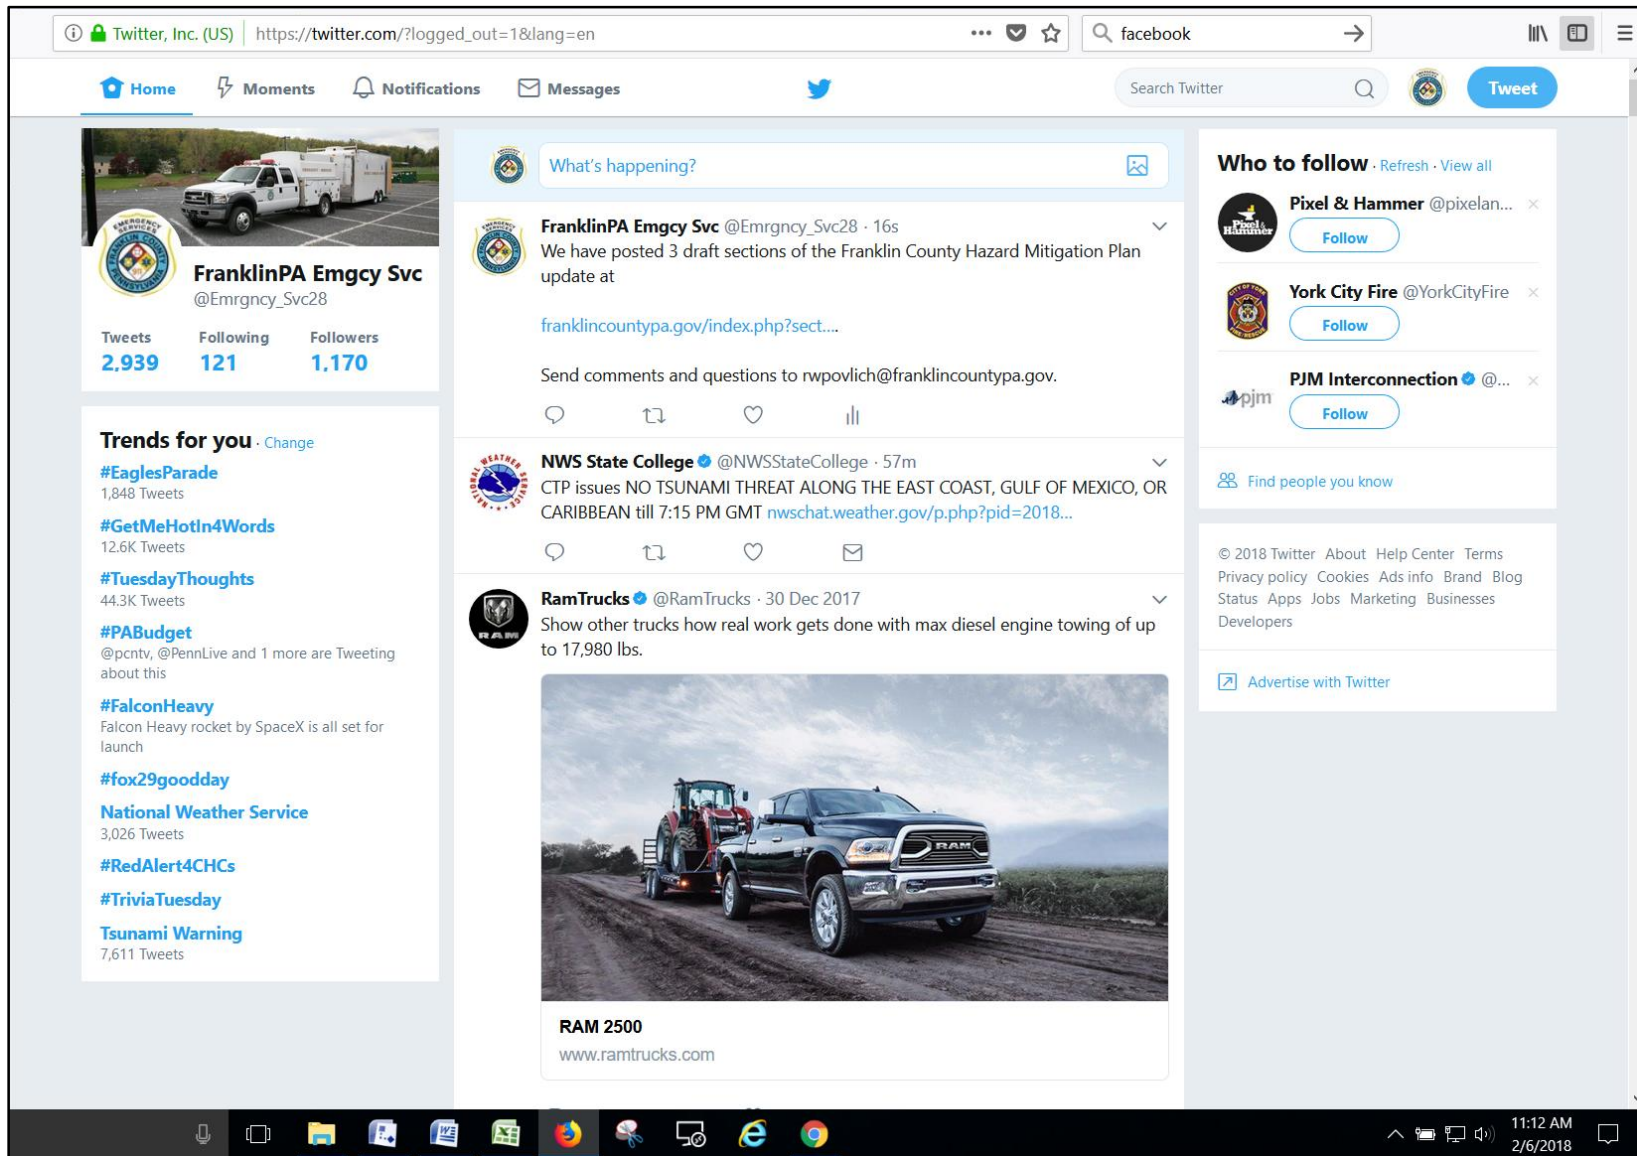 Twitter, Inc. (US)
https://twitter.com/?logged_out=1&lang=en
facebook
Home
Moments
Notifications
Messages
Search Twitter
Tweet
FranklinPA Emgcy Svc
@Emrgncy_Svc28
Tweets Following Followers
2,939 121 1,170
Trends for you · Change
#EaglesParade
1,848 Tweets
#GetMeHotIn4Words
12.6K Tweets
#TuesdayThoughts
44.3K Tweets
#PABudget
@pcntv, @PennLive and 1 more are Tweeting
about this
#FalconHeavy
Falcon Heavy rocket by SpaceX is all set for
launch
#fox29goodday
National Weather Service
3,026 Tweets
#RedAlert4CHCs
#TriviaTuesday
Tsunami Warning
7,611 Tweets
What's happening?
FranklinPA Emgcy Svc @Emrgncy_Svc28 · 16s
We have posted 3 draft sections of the Franklin County Hazard Mitigation Plan
update at
franklincountypa.gov/index.php?sect….
Send comments and questions to rwpovlich@franklincountypa.gov.
NWS State College @NWSStateCollege · 57m
CTP issues NO TSUNAMI THREAT ALONG THE EAST COAST, GULF OF MEXICO, OR
CARIBBEAN till 7:15 PM GMT nwschat.weather.gov/p.php?pid=2018…
RamTrucks @RamTrucks · 30 Dec 2017
Show other trucks how real work gets done with max diesel engine towing of up
to 17,980 lbs.
RAM
RAM 2500
www.ramtrucks.com
Who to follow · Refresh · View all
Pixel & Hammer @pixelan...
Follow
York City Fire @YorkCityFire
Follow
PJM Interconnection @...
pjm
Follow
Find people you know
© 2018 Twitter About Help Center Terms
Privacy policy Cookies Ads info Brand Blog
Status Apps Jobs Marketing Businesses
Developers
Advertise with Twitter
11:12 AM
2/6/2018